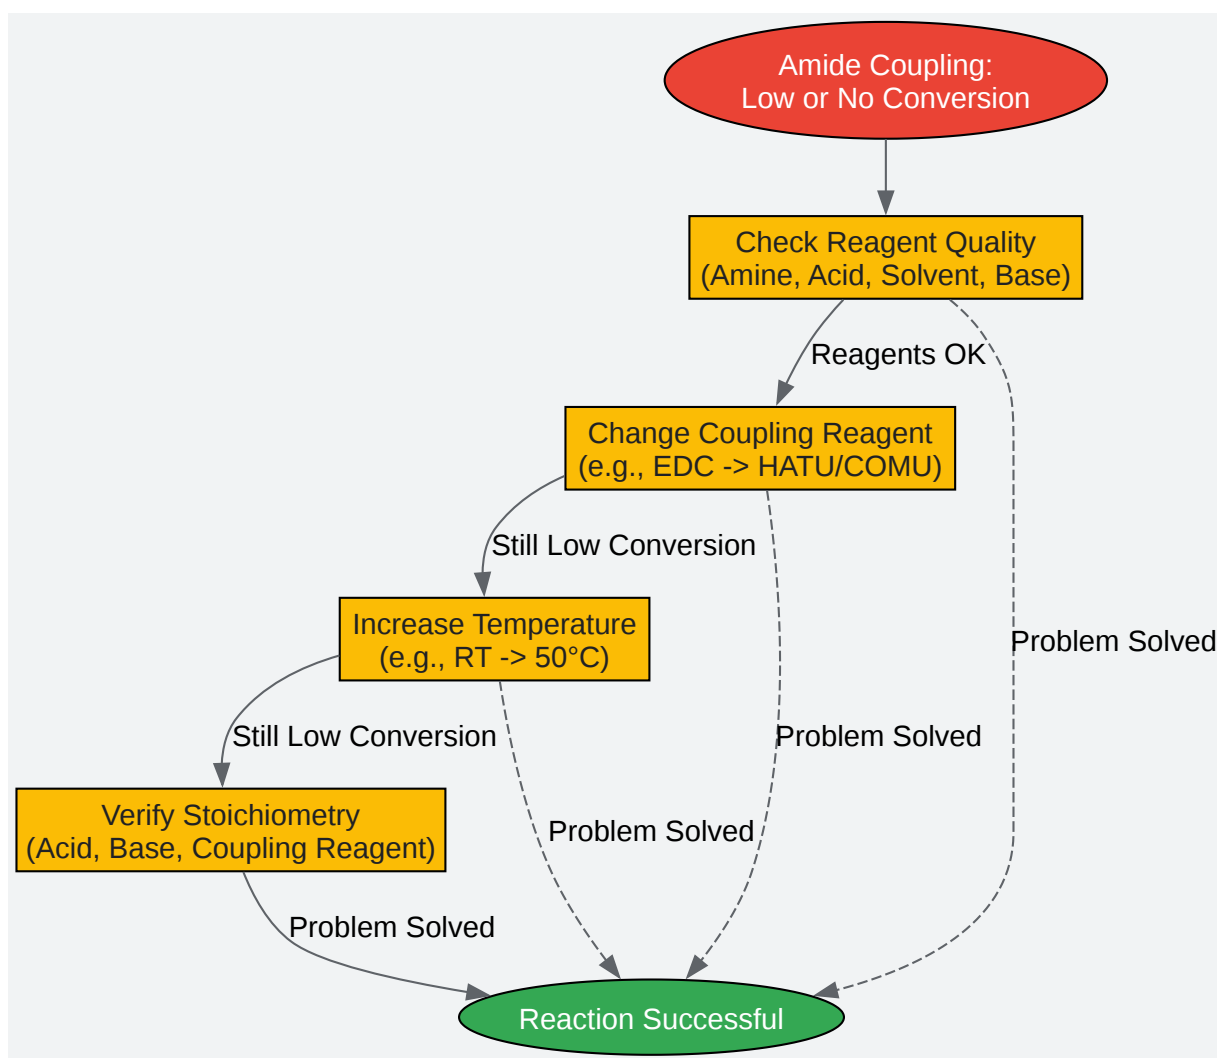 Amide Coupling:
Low or No Conversion
Check Reagent Quality
(Amine, Acid, Solvent, Base)
Reagents OK
Change Coupling Reagent
(e.g., EDC -> HATU/COMU)
Still Low Conversion
Increase Temperature
(e.g., RT -> 50°C)
Problem Solved
Still Low Conversion
Problem Solved
Verify Stoichiometry
(Acid, Base, Coupling Reagent)
Problem Solved
Problem Solved
Reaction Successful